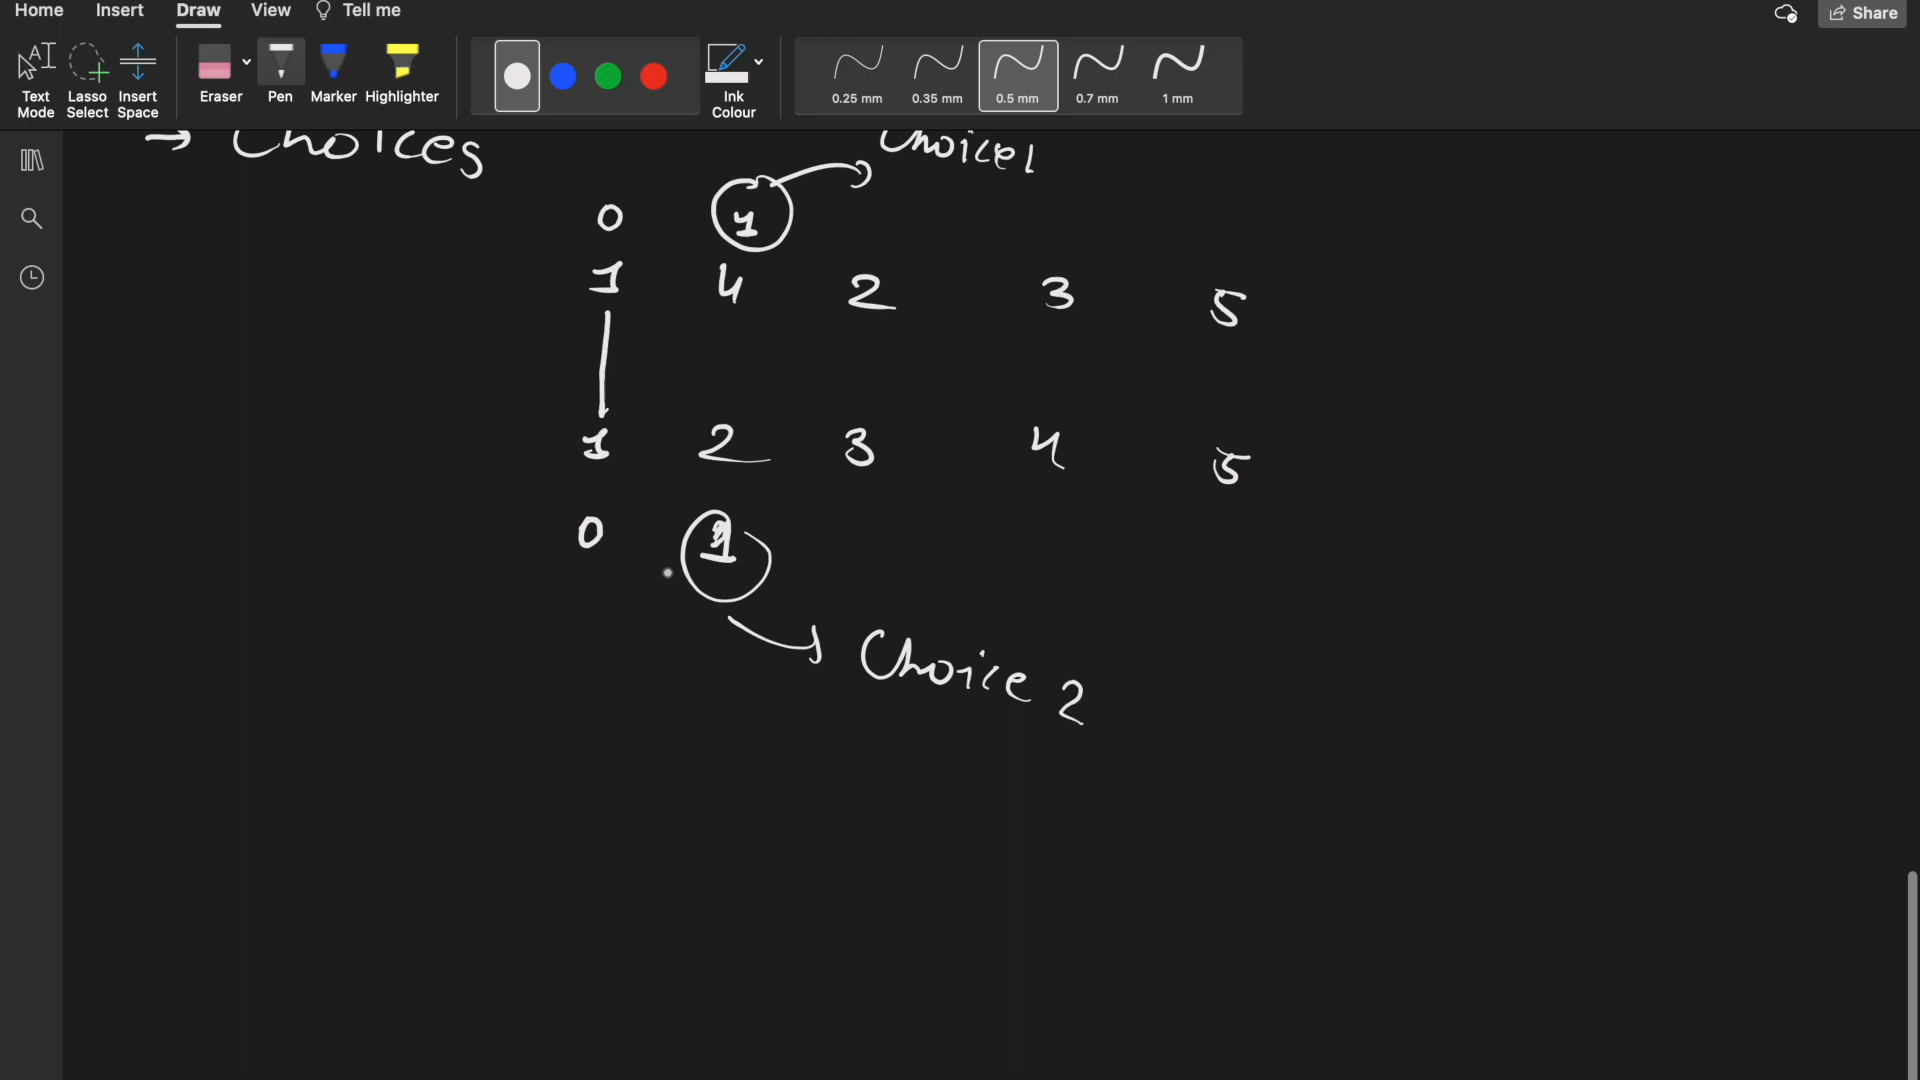 Home Insert Draw View Tell me Share
Text Mode Lasso Select Insert Space Eraser Pen Marker Highlighter Ink Colour 0.25 mm 0.35 mm 0.5 mm 0.7 mm 1 mm
→ Choices Choice 1
0 1
1 4 2 3 5
1 2 3 4 5
0 1
Choice 2